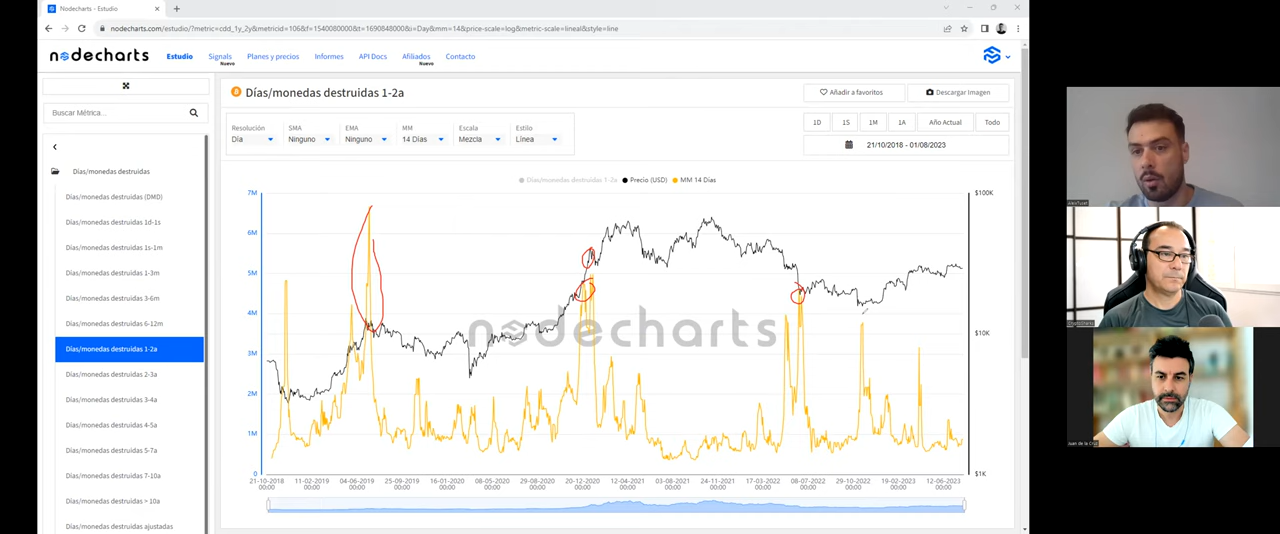 Nodecharts - Estudio
nodecharts.com/estudio/?metric=cdd_1y_2y&metricid=106&f=1540080000&t=1690848000&i=Day&mm=14&price-scale=log&metric-scale=lineal&style=line
nodecharts
Estudio
Signals
Nuevo
Planes y precios
Informes
API Docs
Afiliados
Nuevo
Contacto
Buscar Métrica...
Días/monedas destruidas
Días/monedas destruidas (DMD)
Días/monedas destruidas 1d-1s
Días/monedas destruidas 1s-1m
Días/monedas destruidas 1-3m
Días/monedas destruidas 3-6m
Días/monedas destruidas 6-12m
Días/monedas destruidas 1-2a
Días/monedas destruidas 2-3a
Días/monedas destruidas 3-4a
Días/monedas destruidas 4-5a
Días/monedas destruidas 5-7a
Días/monedas destruidas 7-10a
Días/monedas destruidas > 10a
Días/monedas destruidas ajustadas
Días/monedas destruidas 1-2a
Añadir a favoritos
Descargar Imagen
Resolución
Día
SMA
Ninguno
EMA
Ninguno
MM
14 Días
Escala
Mezcla
Estilo
Línea
1D 1S 1M 1A Año Actual Todo
21/10/2018 - 01/08/2023
Días/monedas destruidas 1-2a Precio (USD) MM 14 Días
7M
6M
5M
4M
3M
2M
1M
0
$100K
$10K
$1K
nodecharts
21-10-2018 11-02-2019 04-06-2019 25-09-2019 16-01-2020 08-05-2020 29-08-2020 20-12-2020 12-04-2021 03-08-2021 24-11-2021 17-03-2022 08-07-2022 29-10-2022 19-02-2023 12-06-2023
00:00 00:00 00:00 00:00 00:00 00:00 00:00 00:00 00:00 00:00 00:00 00:00 00:00 00:00 00:00 00:00
Juan de la Cruz